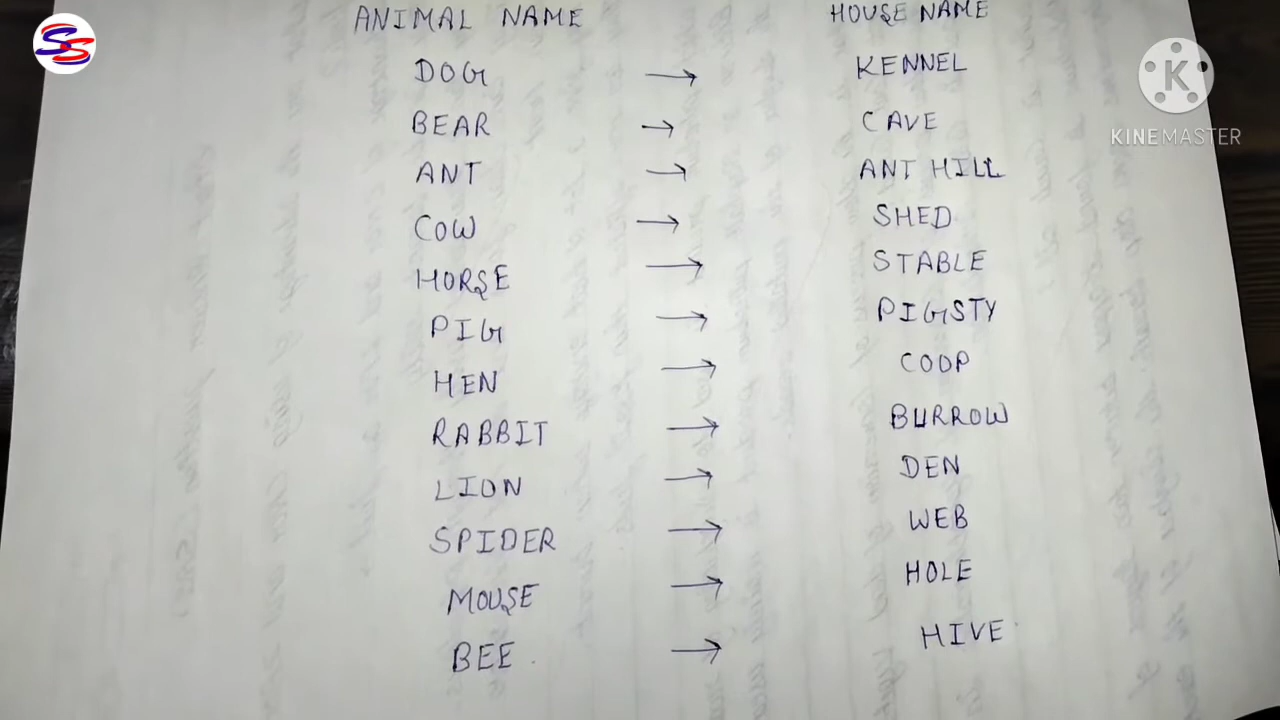 ANIMAL NAME HOUSE NAME
DOG → KENNEL
BEAR → CAVE
ANT → ANT HILL
COW → SHED
HORSE → STABLE
PIG → PIGSTY
HEN → COOP
RABBIT → BURROW
LION → DEN
SPIDER → WEB
MOUSE → HOLE
BEE → HIVE
SS
K
KINEMASTER